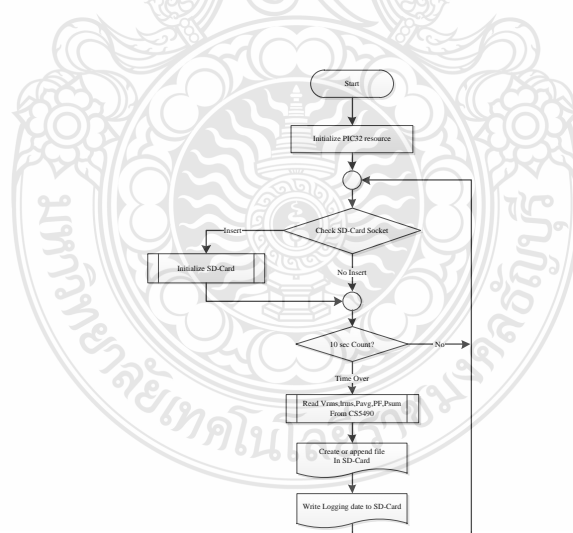 Start
Initialize PIC32 resource
Check SD-Card Socket
Insert
Initialize SD-Card
No Insert
10 sec Count?
No
Time Over
Read Vrms,Irms,Pavg,PF,Psum
From CS5490
Create or append file
In SD-Card
Write Logging date to SD-Card